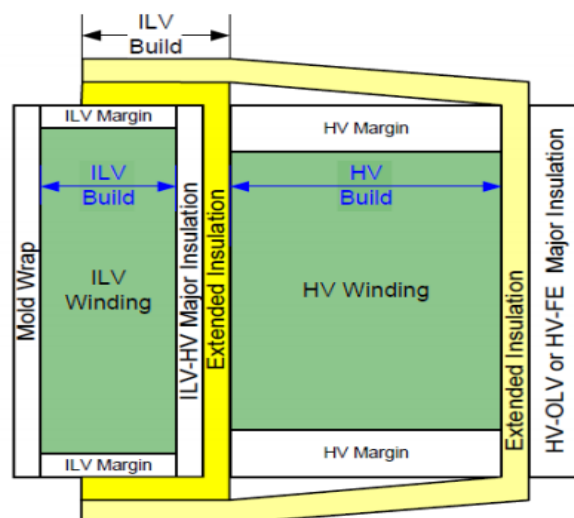 ILV
Build
ILV Margin
HV Margin
ILV
Build
HV
Build
Mold Wrap
ILV
Winding
ILV-HV Major Insulation
Extended Insulation
HV Winding
Extended Insulation
HV-OLV or HV-FE Major Insulation
HV Margin
ILV Margin